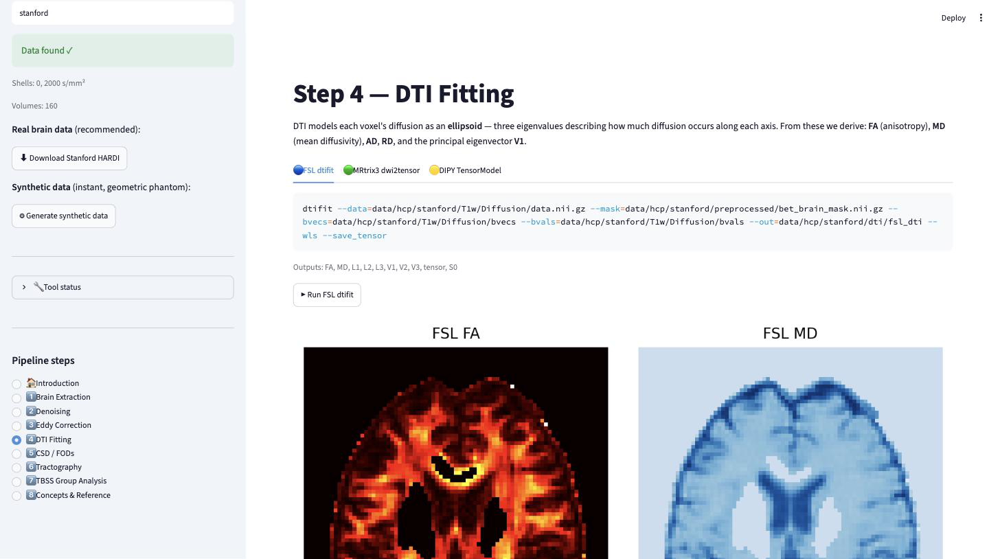 stanford
Data found ✓
Shells: 0, 2000 s/mm²
Volumes: 160
Real brain data (recommended):
⬇ Download Stanford HARDI
Synthetic data (instant, geometric phantom):
⚙ Generate synthetic data
🔧 Tool status
Pipeline steps
🏠 Introduction
1️⃣ Brain Extraction
2️⃣ Denoising
3️⃣ Eddy Correction
4️⃣ DTI Fitting
5️⃣ CSD / FODs
6️⃣ Tractography
7️⃣ TBSS Group Analysis
8️⃣ Concepts & Reference
Deploy
Step 4 — DTI Fitting
DTI models each voxel's diffusion as an ellipsoid — three eigenvalues describing how much diffusion occurs along each axis. From these we derive: FA (anisotropy), MD
(mean diffusivity), AD, RD, and the principal eigenvector V1.
🔵 FSL dtifit 🟢 MRtrix3 dwi2tensor 🟡 DIPY TensorModel
dtifit --data=data/hcp/stanford/T1w/Diffusion/data.nii.gz --mask=data/hcp/stanford/preprocessed/bet_brain_mask.nii.gz --
bvecs=data/hcp/stanford/T1w/Diffusion/bvecs --bvals=data/hcp/stanford/T1w/Diffusion/bvals --out=data/hcp/stanford/dti/fsl_dti --
wls --save_tensor
Outputs: FA, MD, L1, L2, L3, V1, V2, V3, tensor, S0
▶ Run FSL dtifit
FSL FA
FSL MD